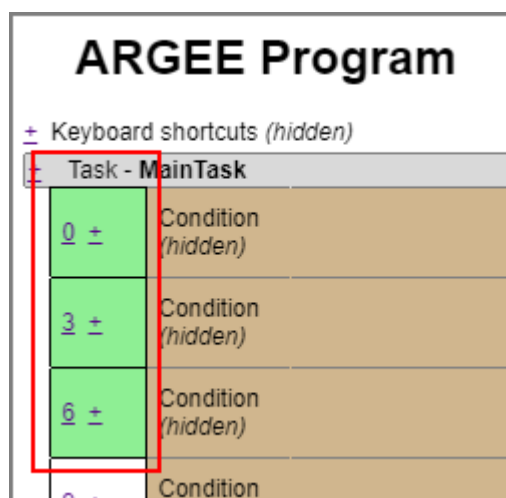 ARGEE Program
+ Keyboard shortcuts (hidden)
+ Task - MainTask
0 + Condition
(hidden)
3 + Condition
(hidden)
6 + Condition
(hidden)
Condition